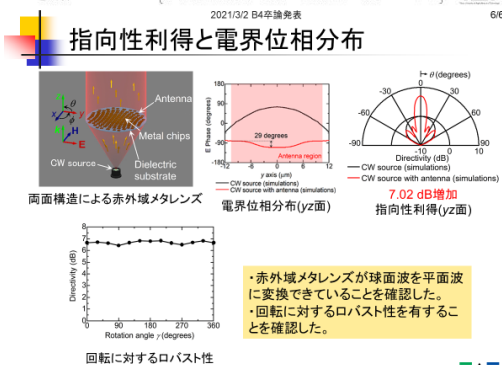 2021/3/2 B4卒論発表
6/6
指向性利得と電界位相分布
Antenna
Metal chips
CW source
Dielectric
substrate
z
θ
x
φ
y
k
H
E
両面構造による赤外域メタレンズ
E Phase (degrees)
180
90
0
-90
-180
29 degrees
Antenna region
-12
-6
0
6
12
y axis (μm)
CW source (simulations)
CW source with antenna (simulations)
電界位相分布(yz面)
θ (degrees)
-30
0
30
-60
60
-90
90
10
0
-10
0
10
Directivity (dB)
CW source (simulations)
CW source with antenna (simulations)
7.02 dB増加
指向性利得(yz面)
Directivity (dB)
8
7
6
5
4
3
2
1
0
0
90
180
270
360
Rotation angle γ (degrees)
回転に対するロバスト性
・赤外域メタレンズが球面波を平面波
に変換できていることを確認した。
・回転に対するロバスト性を有するこ
とを確認した。